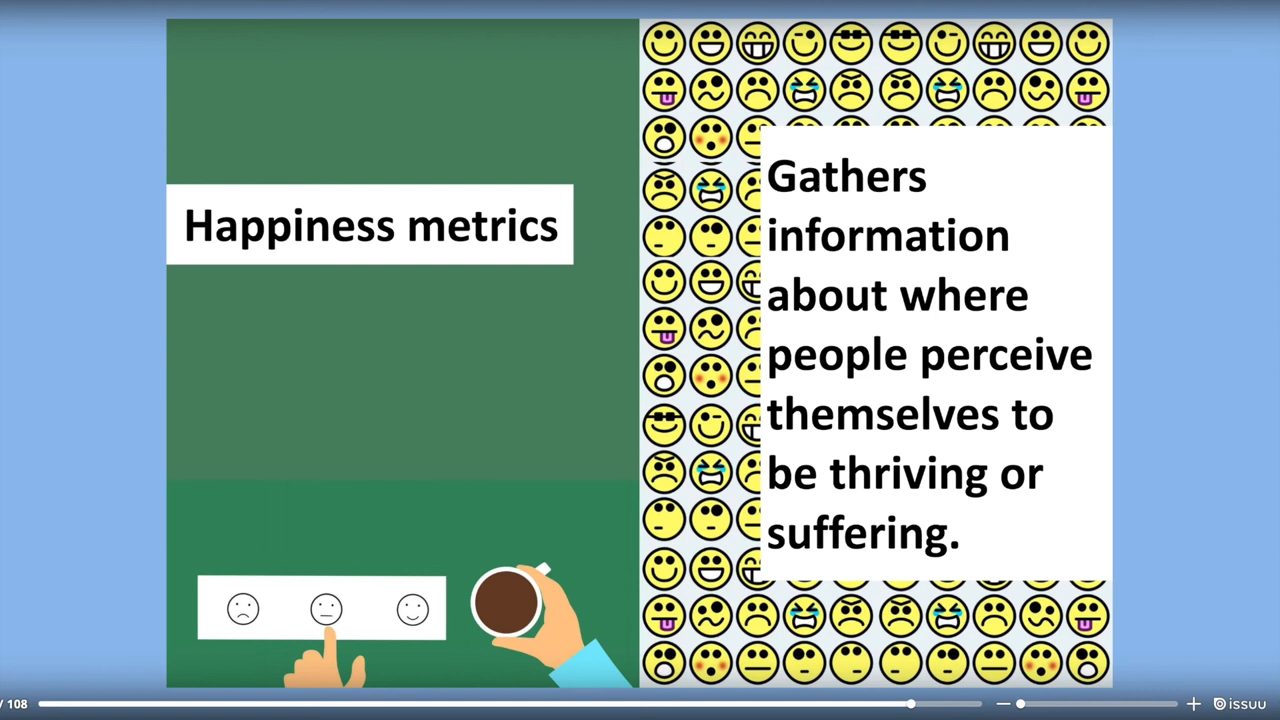 Happiness metrics
Gathers
information
about where
people perceive
themselves to
be thriving or
suffering.
/ 108
issuu